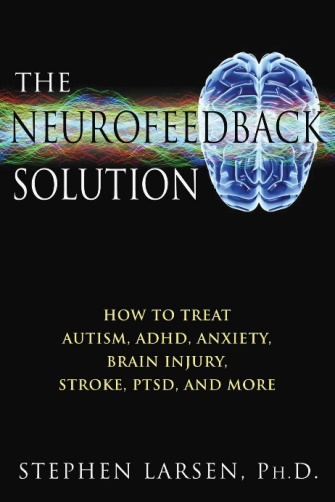 THE
NEUROFEEDBACK
SOLUTION
HOW TO TREAT
AUTISM, ADHD, ANXIETY,
BRAIN INJURY,
STROKE, PTSD, AND MORE
STEPHEN LARSEN, PH.D.